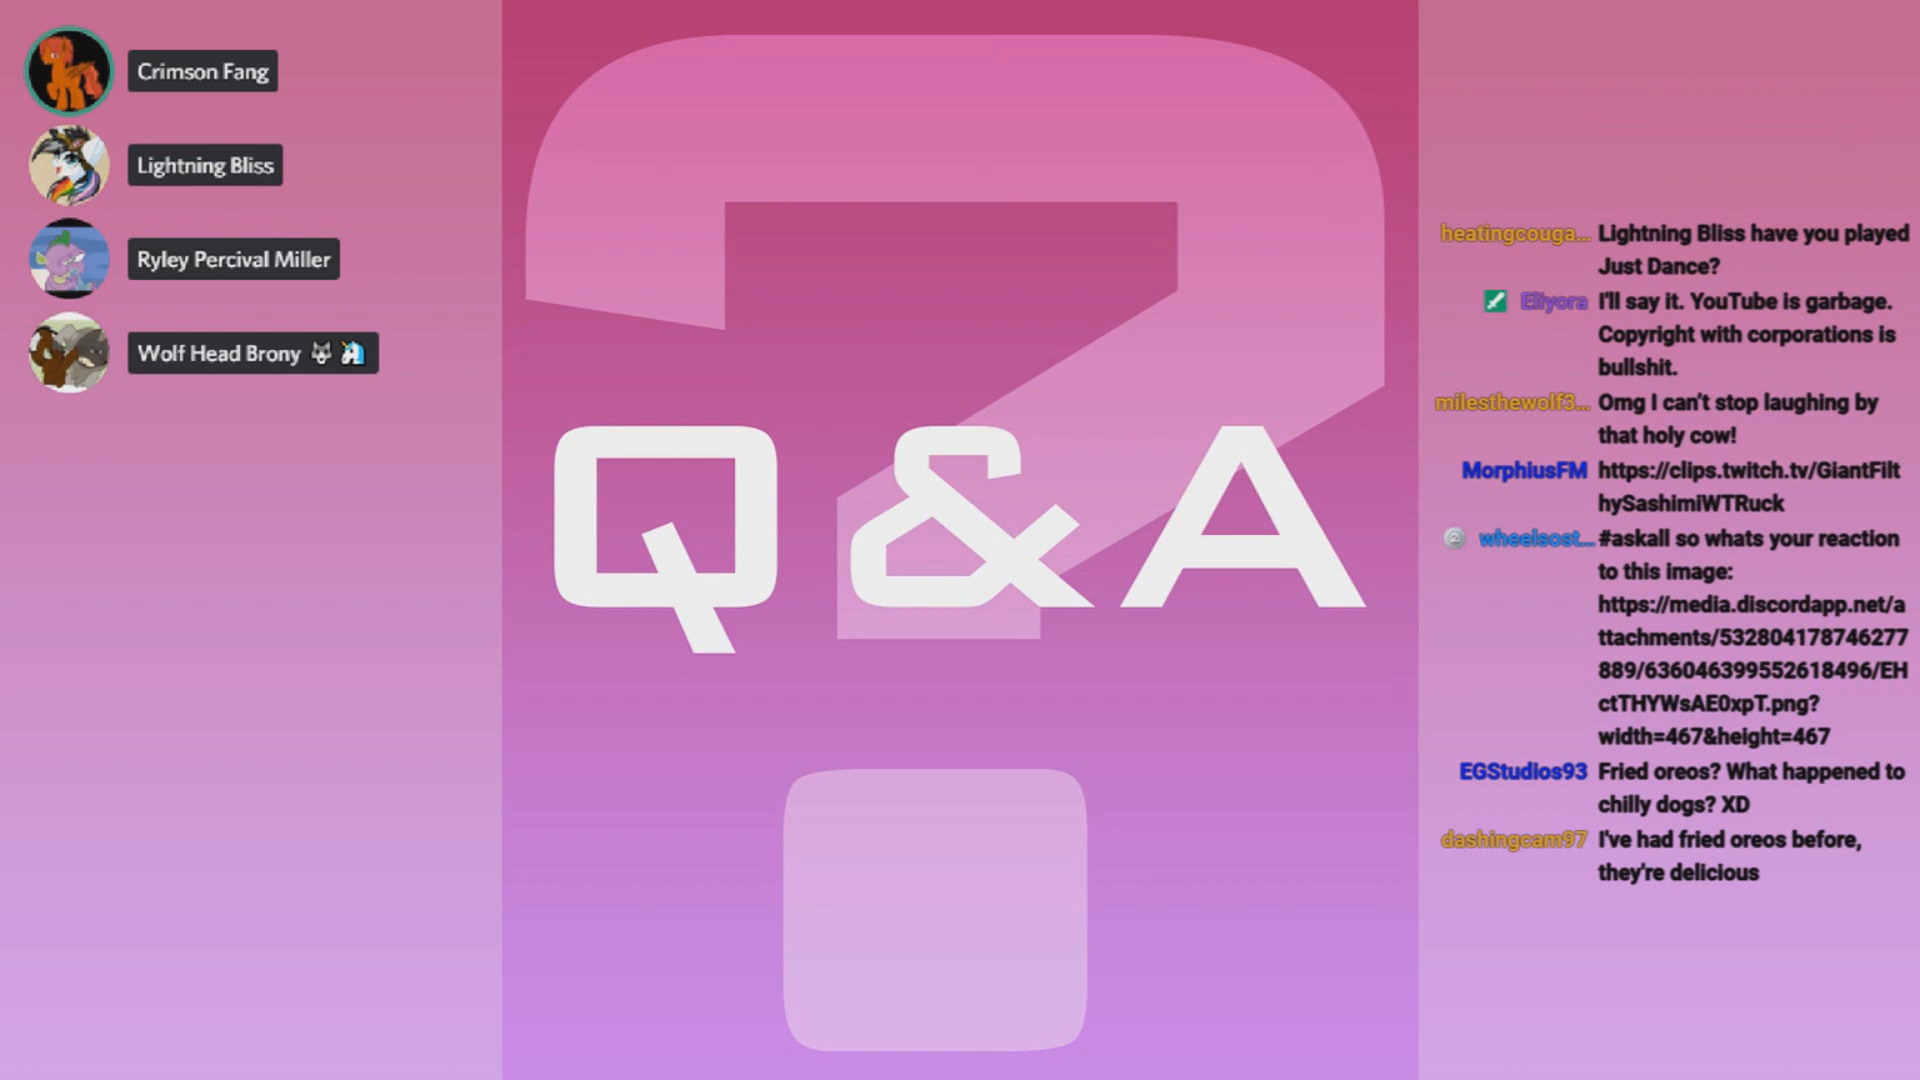 Crimson Fang
Lightning Bliss
Ryley Percival Miller
Wolf Head Brony 🐺 🦄
Q & A
heatingcouga... Lightning Bliss have you played
Just Dance?
Eliyora I'll say it. YouTube is garbage.
Copyright with corporations is
bullshit.
milesthewolf3... Omg I can't stop laughing by
that holy cow!
MorphiusFM https://clips.twitch.tv/GiantFilt
hySashimiWTRuck
wheelsost... #askall so whats your reaction
to this image:
https://media.discordapp.net/a
ttachments/532804178746277
889/636046399552618496/EH
ctTHYWsAE0xpT.png?
width=467&height=467
EGStudios93 Fried oreos? What happened to
chilly dogs? XD
dashingcam97 I've had fried oreos before,
they're delicious